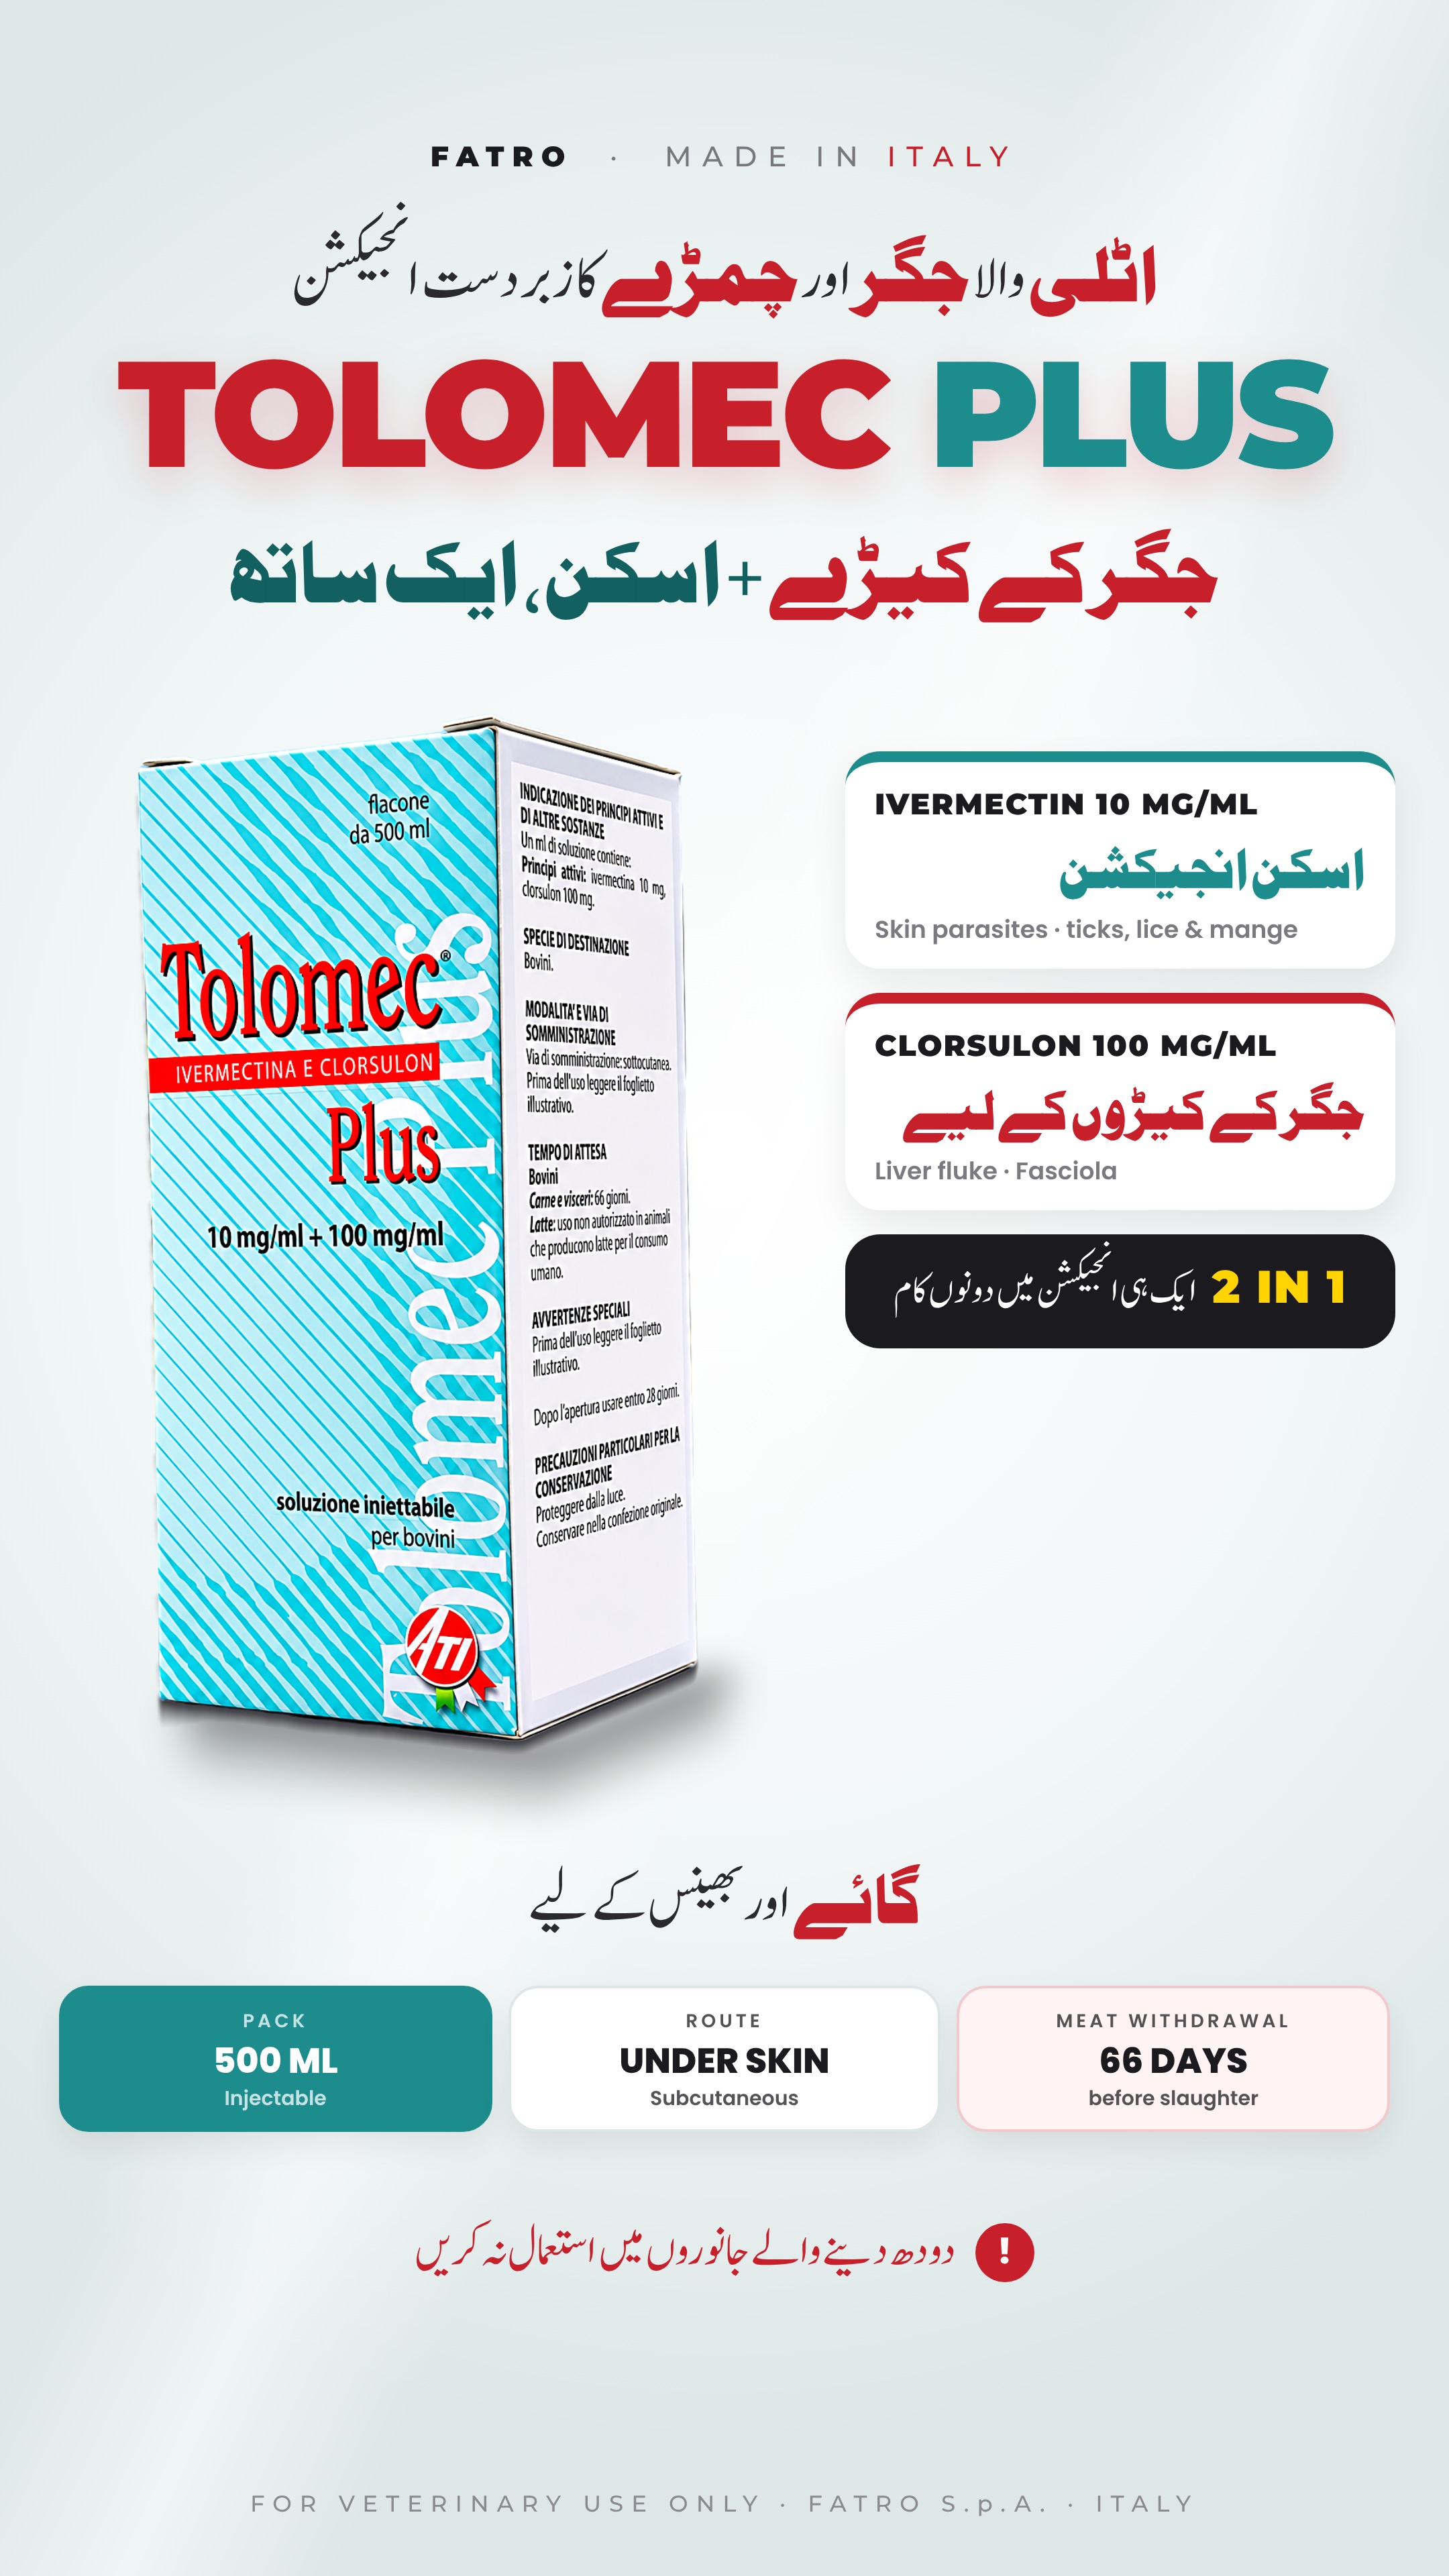 FATRO · MADE IN ITALY
اٹلی والا جگر اور چمڑے کا زبردست انجیکشن
TOLOMEC PLUS
جگر کے کیڑے + اسکن، ایک ساتھ
flacone
da 500 ml
Tolomec®
IVERMECTINA E CLORSULON
Plus
10 mg/ml + 100 mg/ml
soluzione iniettabile
per bovini
ATI
Tolomec Plus
INDICAZIONE DEI PRINCIPI ATTIVI E
DI ALTRE SOSTANZE
Un ml di soluzione contiene:
Principi attivi: ivermectina 10 mg,
clorsulon 100 mg.
SPECIE DI DESTINAZIONE
Bovini.
MODALITA' E VIA DI
SOMMINISTRAZIONE
Via di somministrazione: sottocutanea.
Prima dell'uso leggere il foglietto
illustrativo.
TEMPO DI ATTESA
Bovini
Carne e visceri: 66 giorni.
Latte: uso non autorizzato in animali
che producono latte per il consumo
umano.
AVVERTENZE SPECIALI
Prima dell'uso leggere il foglietto
illustrativo.
Dopo l'apertura usare entro 28 giorni.
PRECAUZIONI PARTICOLARI PER LA
CONSERVAZIONE
Proteggere dalla luce.
Conservare nella confezione originale.
IVERMECTIN 10 MG/ML
اسکن انجیکشن
Skin parasites · ticks, lice & mange
CLORSULON 100 MG/ML
جگر کے کیڑوں کے لیے
Liver fluke · Fasciola
2 IN 1 ایک ہی انجیکشن میں دونوں کام
گائے اور بھینس کے لیے
PACK
500 ML
Injectable
ROUTE
UNDER SKIN
Subcutaneous
MEAT WITHDRAWAL
66 DAYS
before slaughter
! دودھ دینے والے جانوروں میں استعمال نہ کریں
FOR VETERINARY USE ONLY · FATRO S.p.A. · ITALY